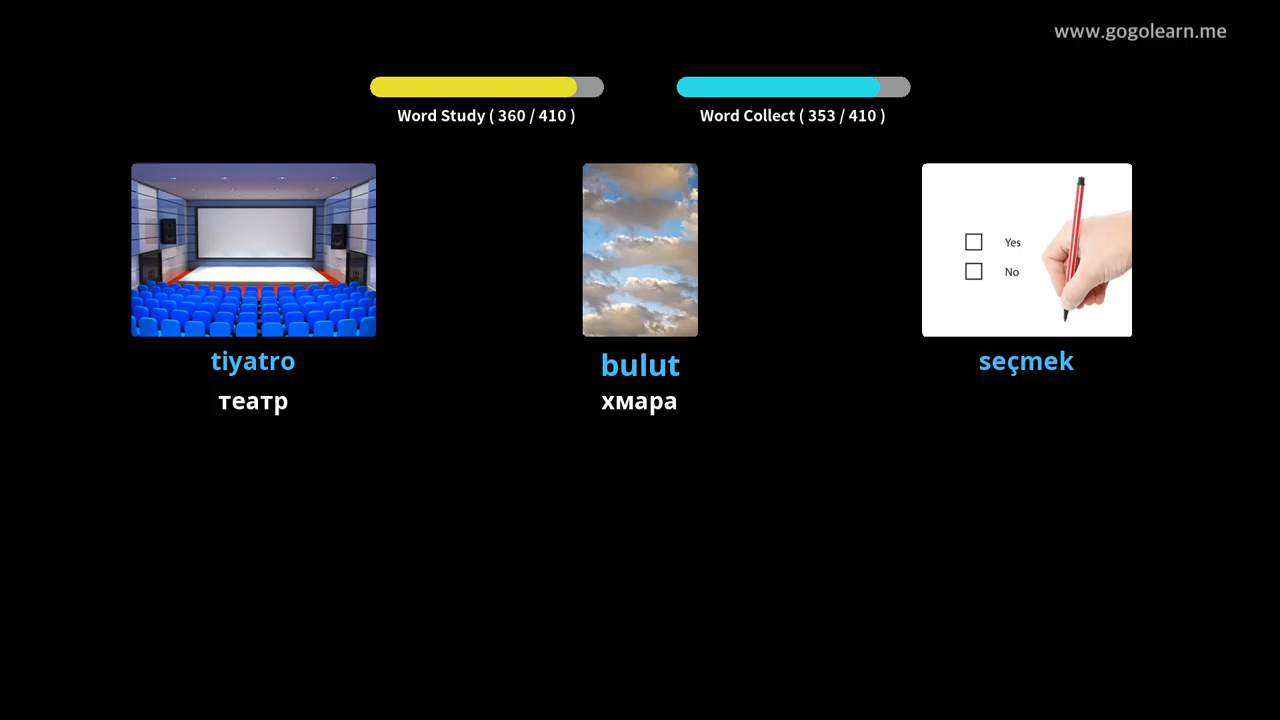 www.gogolearn.me
Word Study ( 360 / 410 )
Word Collect ( 353 / 410 )
Yes
No
tiyatro
bulut
seçmek
театр
хмара